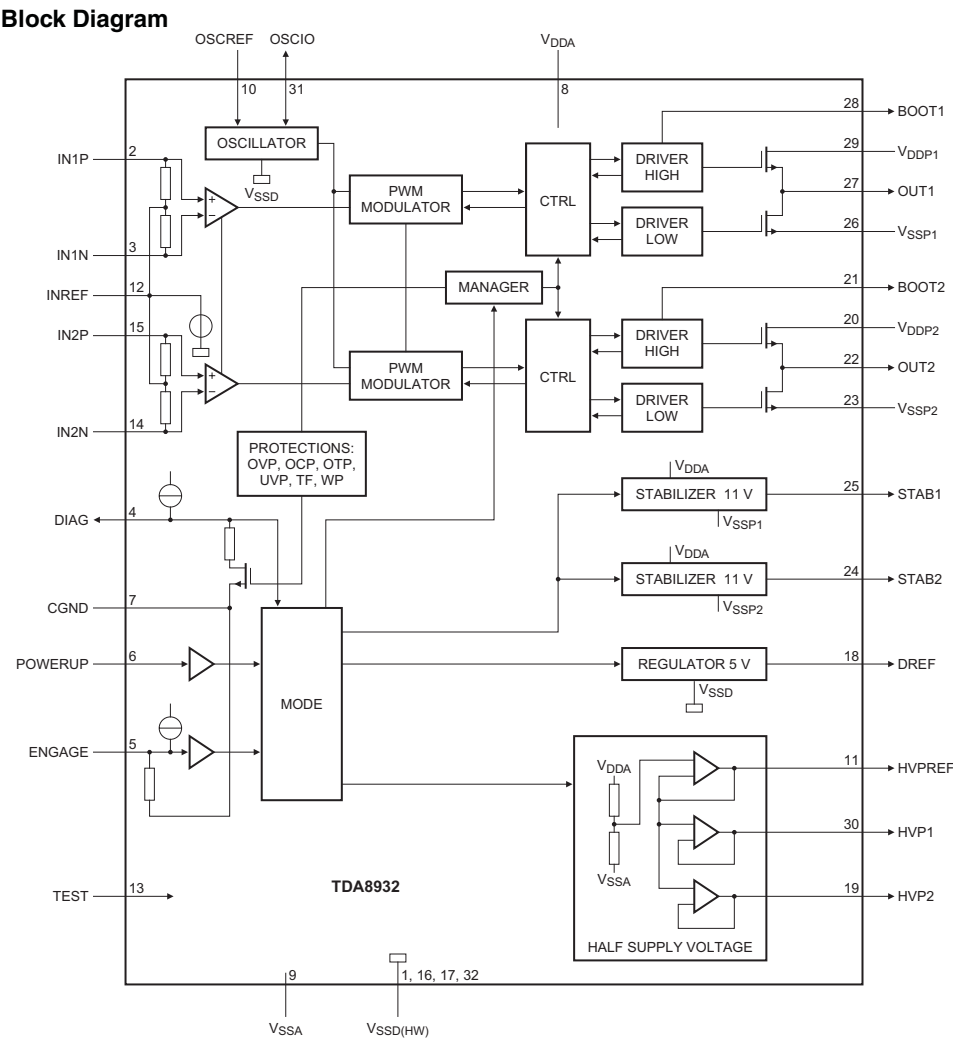 Block Diagram
OSCREF
OSCIO
VDDA
10
31
8
28
BOOT1
OSCILLATOR
VSSD
IN1P
2
DRIVER
HIGH
29
VDDP1
PWM
MODULATOR
CTRL
27
OUT1
+
−
DRIVER
LOW
26
VSSP1
3
IN1N
INREF
12
MANAGER
21
BOOT2
IN2P
15
DRIVER
HIGH
20
VDDP2
PWM
MODULATOR
CTRL
22
OUT2
+
−
DRIVER
LOW
23
VSSP2
IN2N
14
PROTECTIONS:
OVP, OCP, OTP,
UVP, TF, WP
VDDA
STABILIZER 11 V
25
STAB1
VSSP1
DIAG
4
VDDA
STABILIZER 11 V
24
STAB2
VSSP2
CGND
7
POWERUP
6
REGULATOR 5 V
18
DREF
VSSD
MODE
ENGAGE
5
VDDA
11
HVPREF
30
HVP1
VSSA
19
HVP2
HALF SUPPLY VOLTAGE
TEST
13
TDA8932
9
1, 16, 17, 32
VSSA
VSSD(HW)